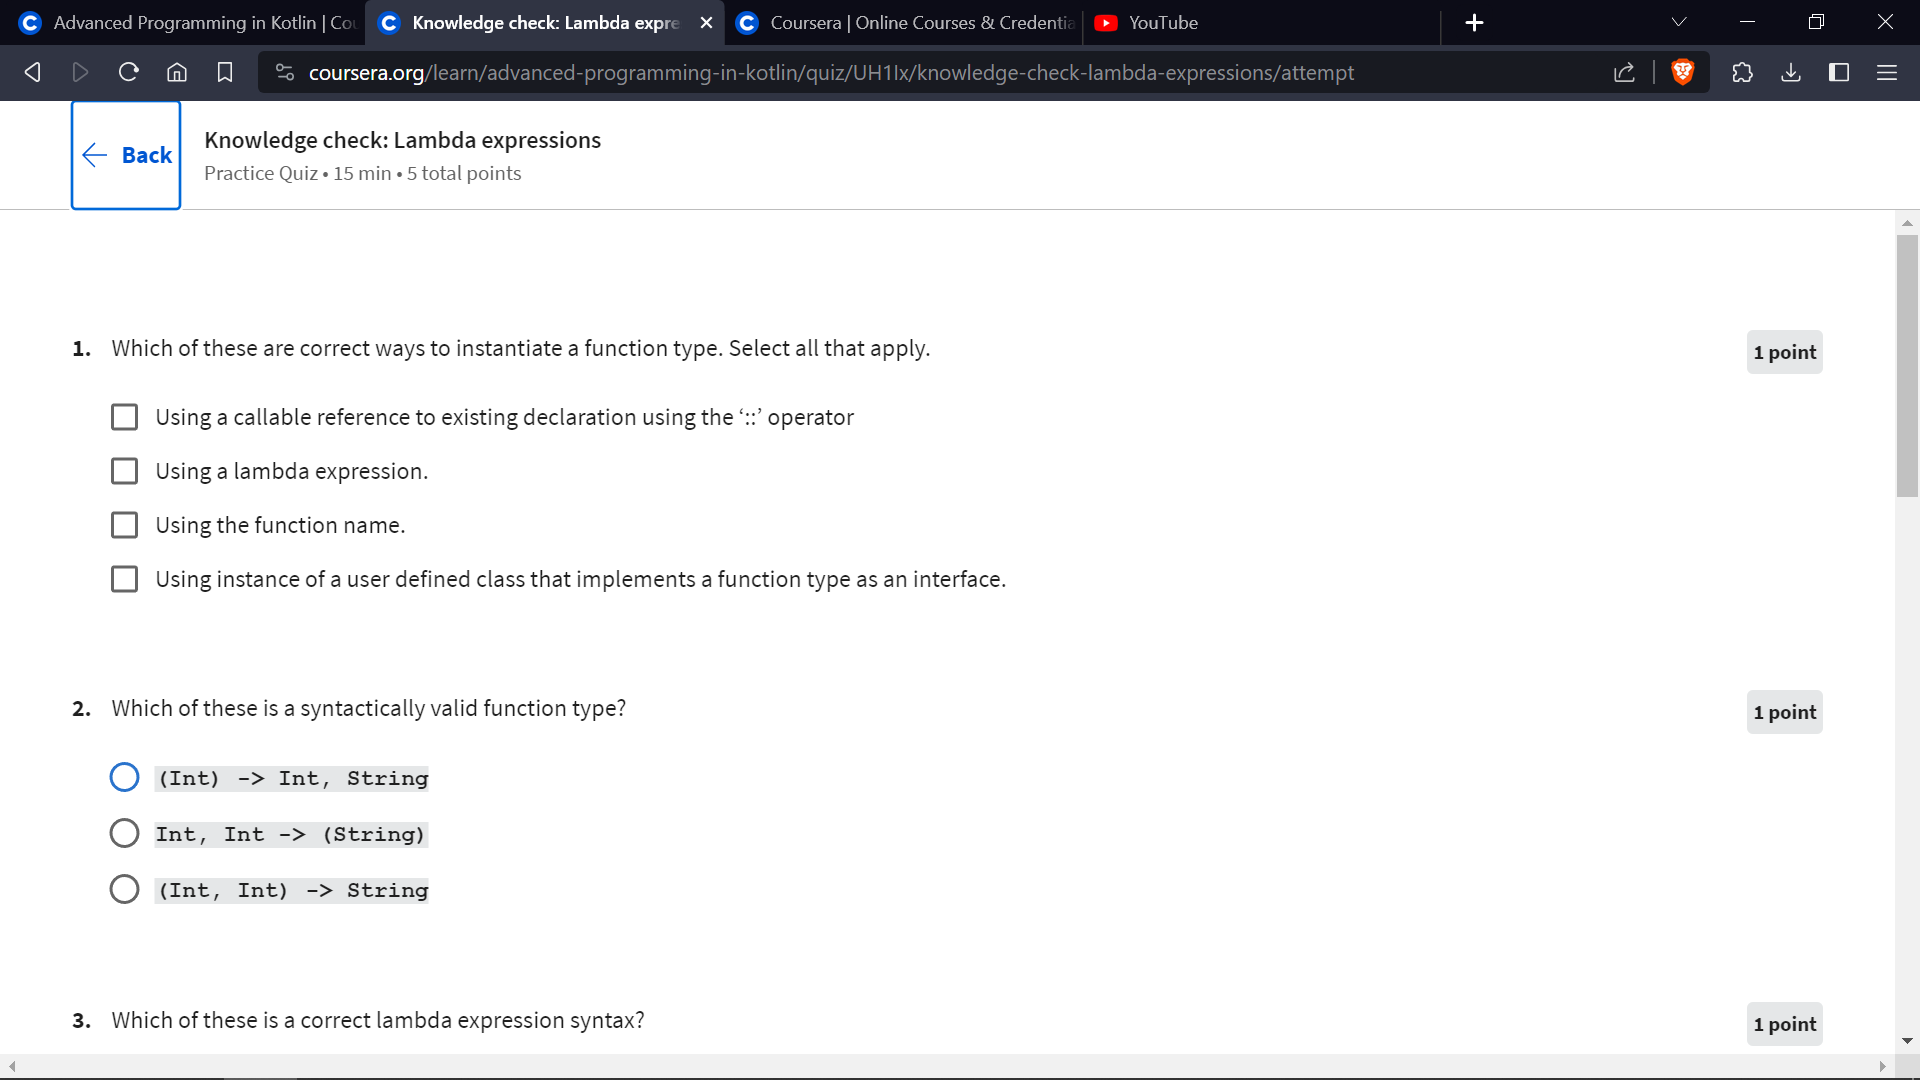 Advanced Programming in Kotlin | Cou
Knowledge check: Lambda expre
Coursera | Online Courses & Credentia
YouTube
coursera.org/learn/advanced-programming-in-kotlin/quiz/UH1Ix/knowledge-check-lambda-expressions/attempt
Back
Knowledge check: Lambda expressions
Practice Quiz • 15 min • 5 total points
1. Which of these are correct ways to instantiate a function type. Select all that apply.
1 point
Using a callable reference to existing declaration using the ‘::’ operator
Using a lambda expression.
Using the function name.
Using instance of a user defined class that implements a function type as an interface.
2. Which of these is a syntactically valid function type?
1 point
(Int) -> Int, String
Int, Int -> (String)
(Int, Int) -> String
3. Which of these is a correct lambda expression syntax?
1 point